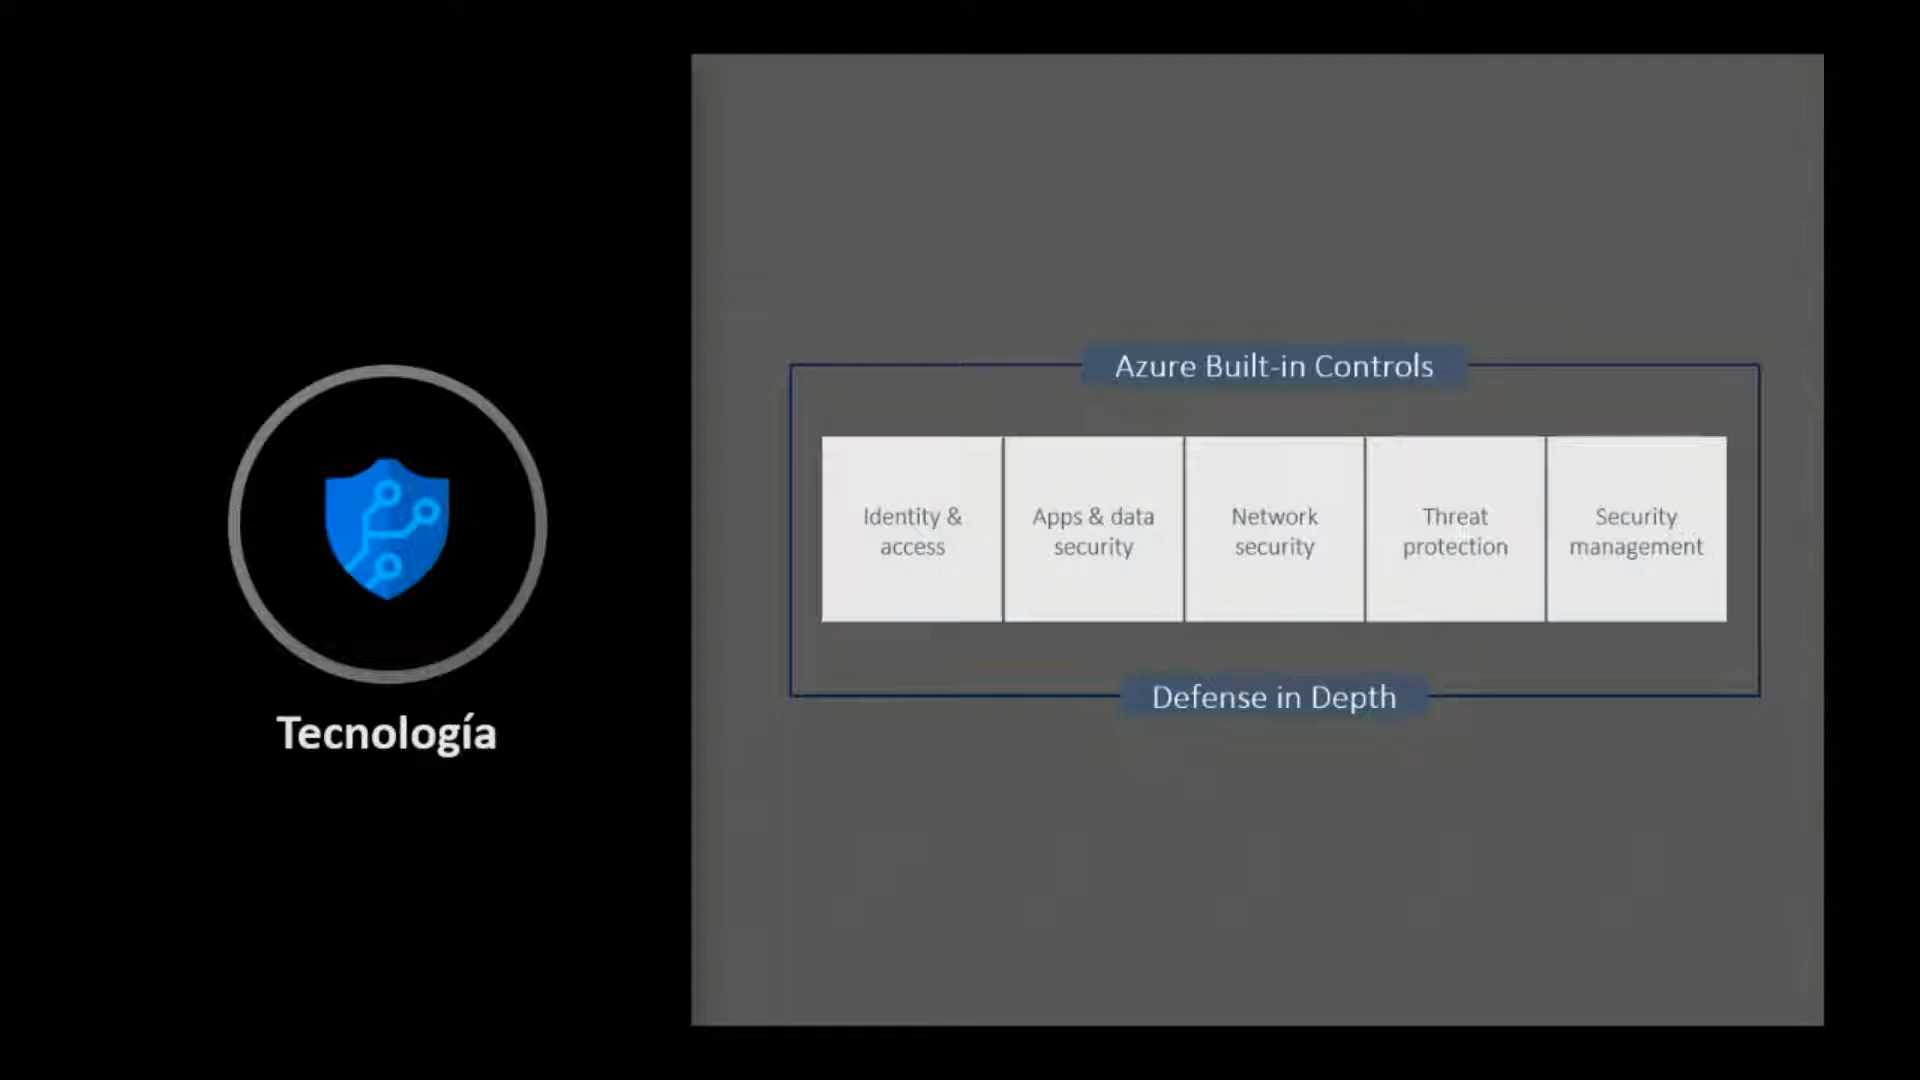 Azure Built-in Controls
Identity &
access
Apps & data
security
Network
security
Threat
protection
Security
management
Defense in Depth
Tecnología